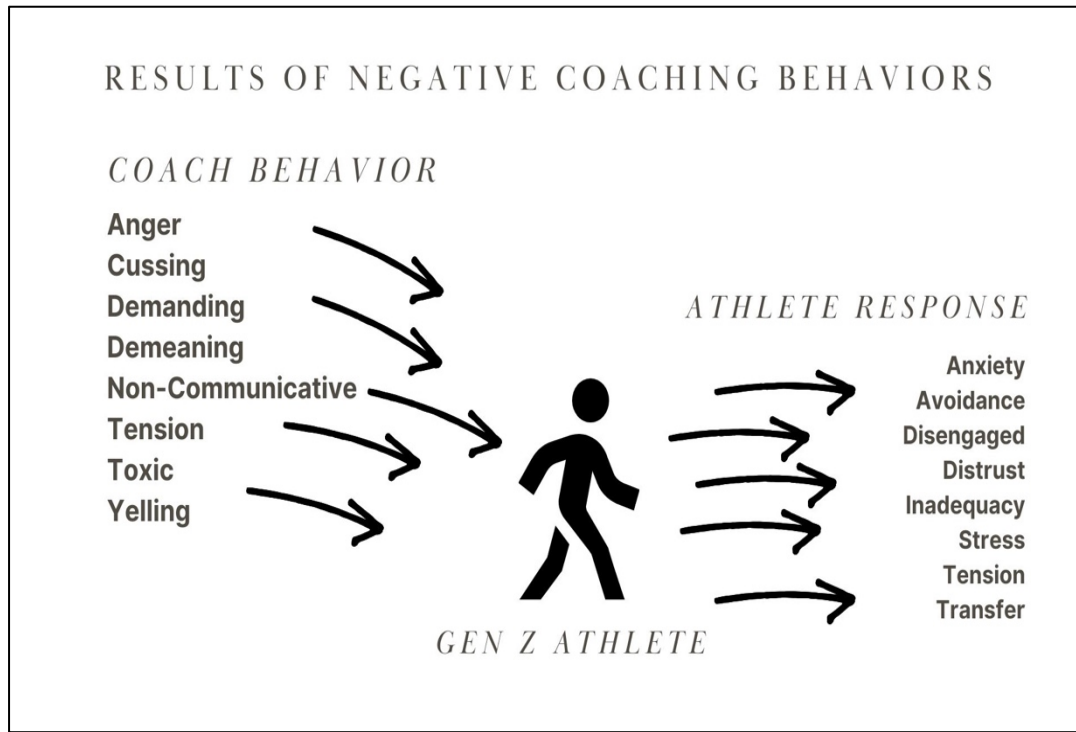 RESULTS OF NEGATIVE COACHING BEHAVIORS
COACH BEHAVIOR
Anger
Cussing
Demanding
Demeaning
Non-Communicative
Tension
Toxic
Yelling
ATHLETE RESPONSE
Anxiety
Avoidance
Disengaged
Distrust
Inadequacy
Stress
Tension
Transfer
GEN Z ATHLETE